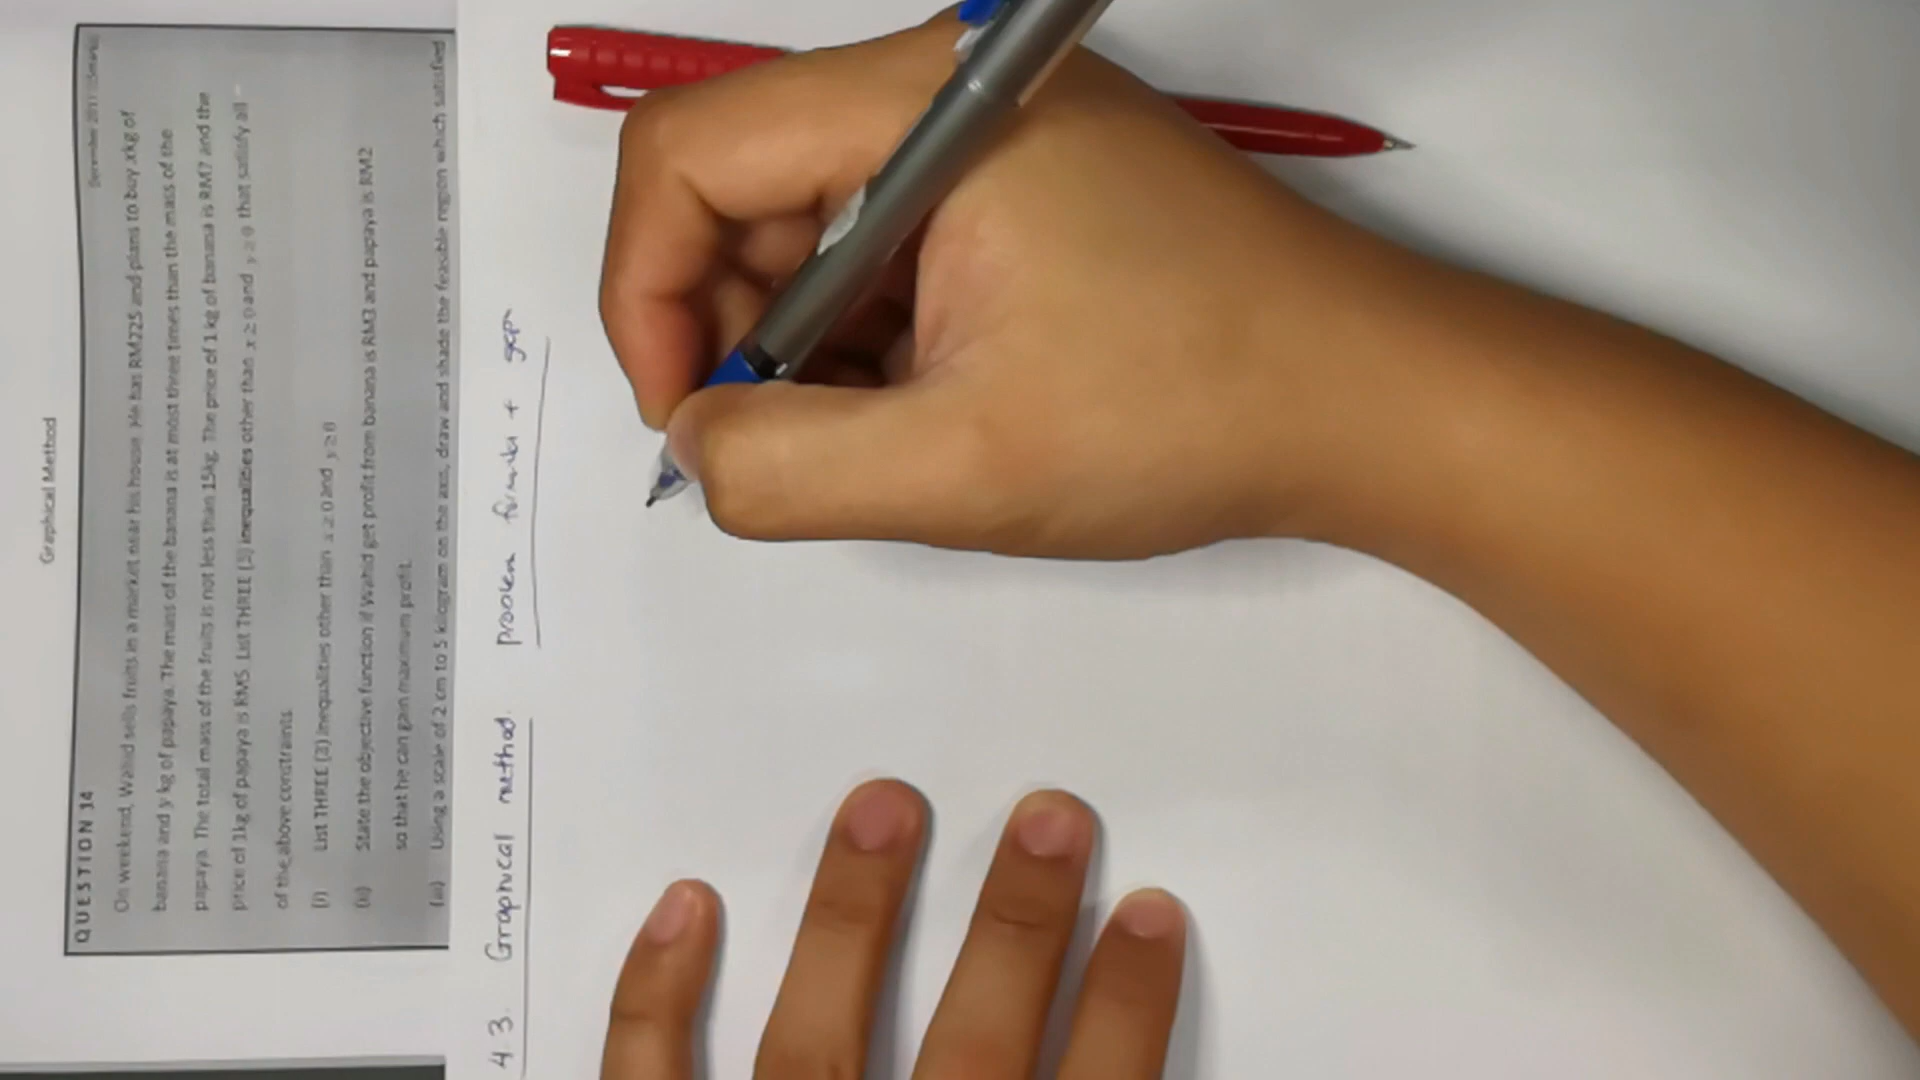 Graphical Method
QUESTION 14
December 2017
On weekend, Wahid sells fruits in a market near his house. He has RM225 and plans to buy x kg of
banana and y kg of papaya. The mass of the banana is at most three times than the mass of the
papaya. The total mass of the fruits is not less than 15kg. The price of 1 kg of banana is RM7 and the
price of 1kg of papaya is RM5. List THREE (3) inequalities other than x ≥ 0 and y ≥ 0 that satisfy all
of the above constraints.
(i) List THREE (3) inequalities other than x ≥ 0 and y ≥ 0
(ii) State the objective function if Wahid get profit from banana is RM3 and papaya is RM2
so that he can gain maximum profit.
(iii) Using a scale of 2 cm to 5 kilogram on the axis, draw and shade the feasible region which satisfied
4.3. Graphical method. problem formula +